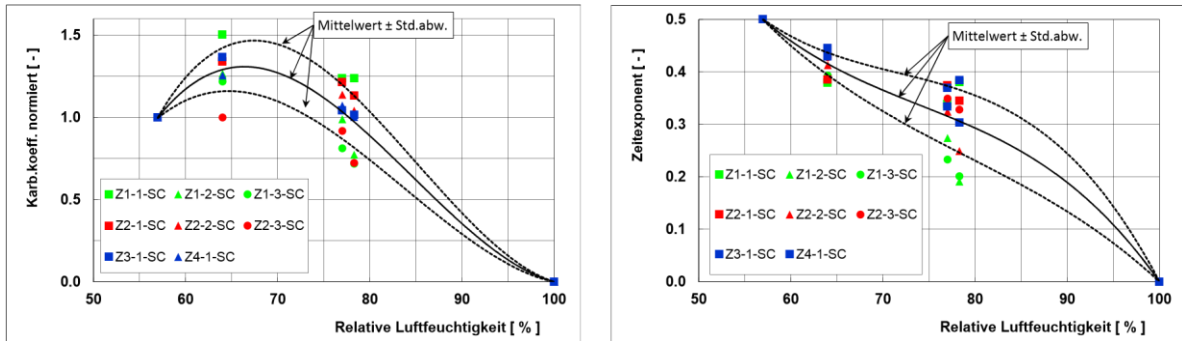 Mittelwert ± Std.abw.
1.5
1.0
0.5
0.0
Karb.koeff. normiert [ - ]
Z1-1-SC Z1-2-SC Z1-3-SC
Z2-1-SC Z2-2-SC Z2-3-SC
Z3-1-SC Z4-1-SC
50 60 70 80 90 100
Relative Luftfeuchtigkeit [ % ]
Mittelwert ± Std.abw.
0.5
0.4
0.3
0.2
0.1
0.0
Zeitexponent [ - ]
Z1-1-SC Z1-2-SC Z1-3-SC
Z2-1-SC Z2-2-SC Z2-3-SC
Z3-1-SC Z4-1-SC
50 60 70 80 90 100
Relative Luftfeuchtigkeit [ % ]